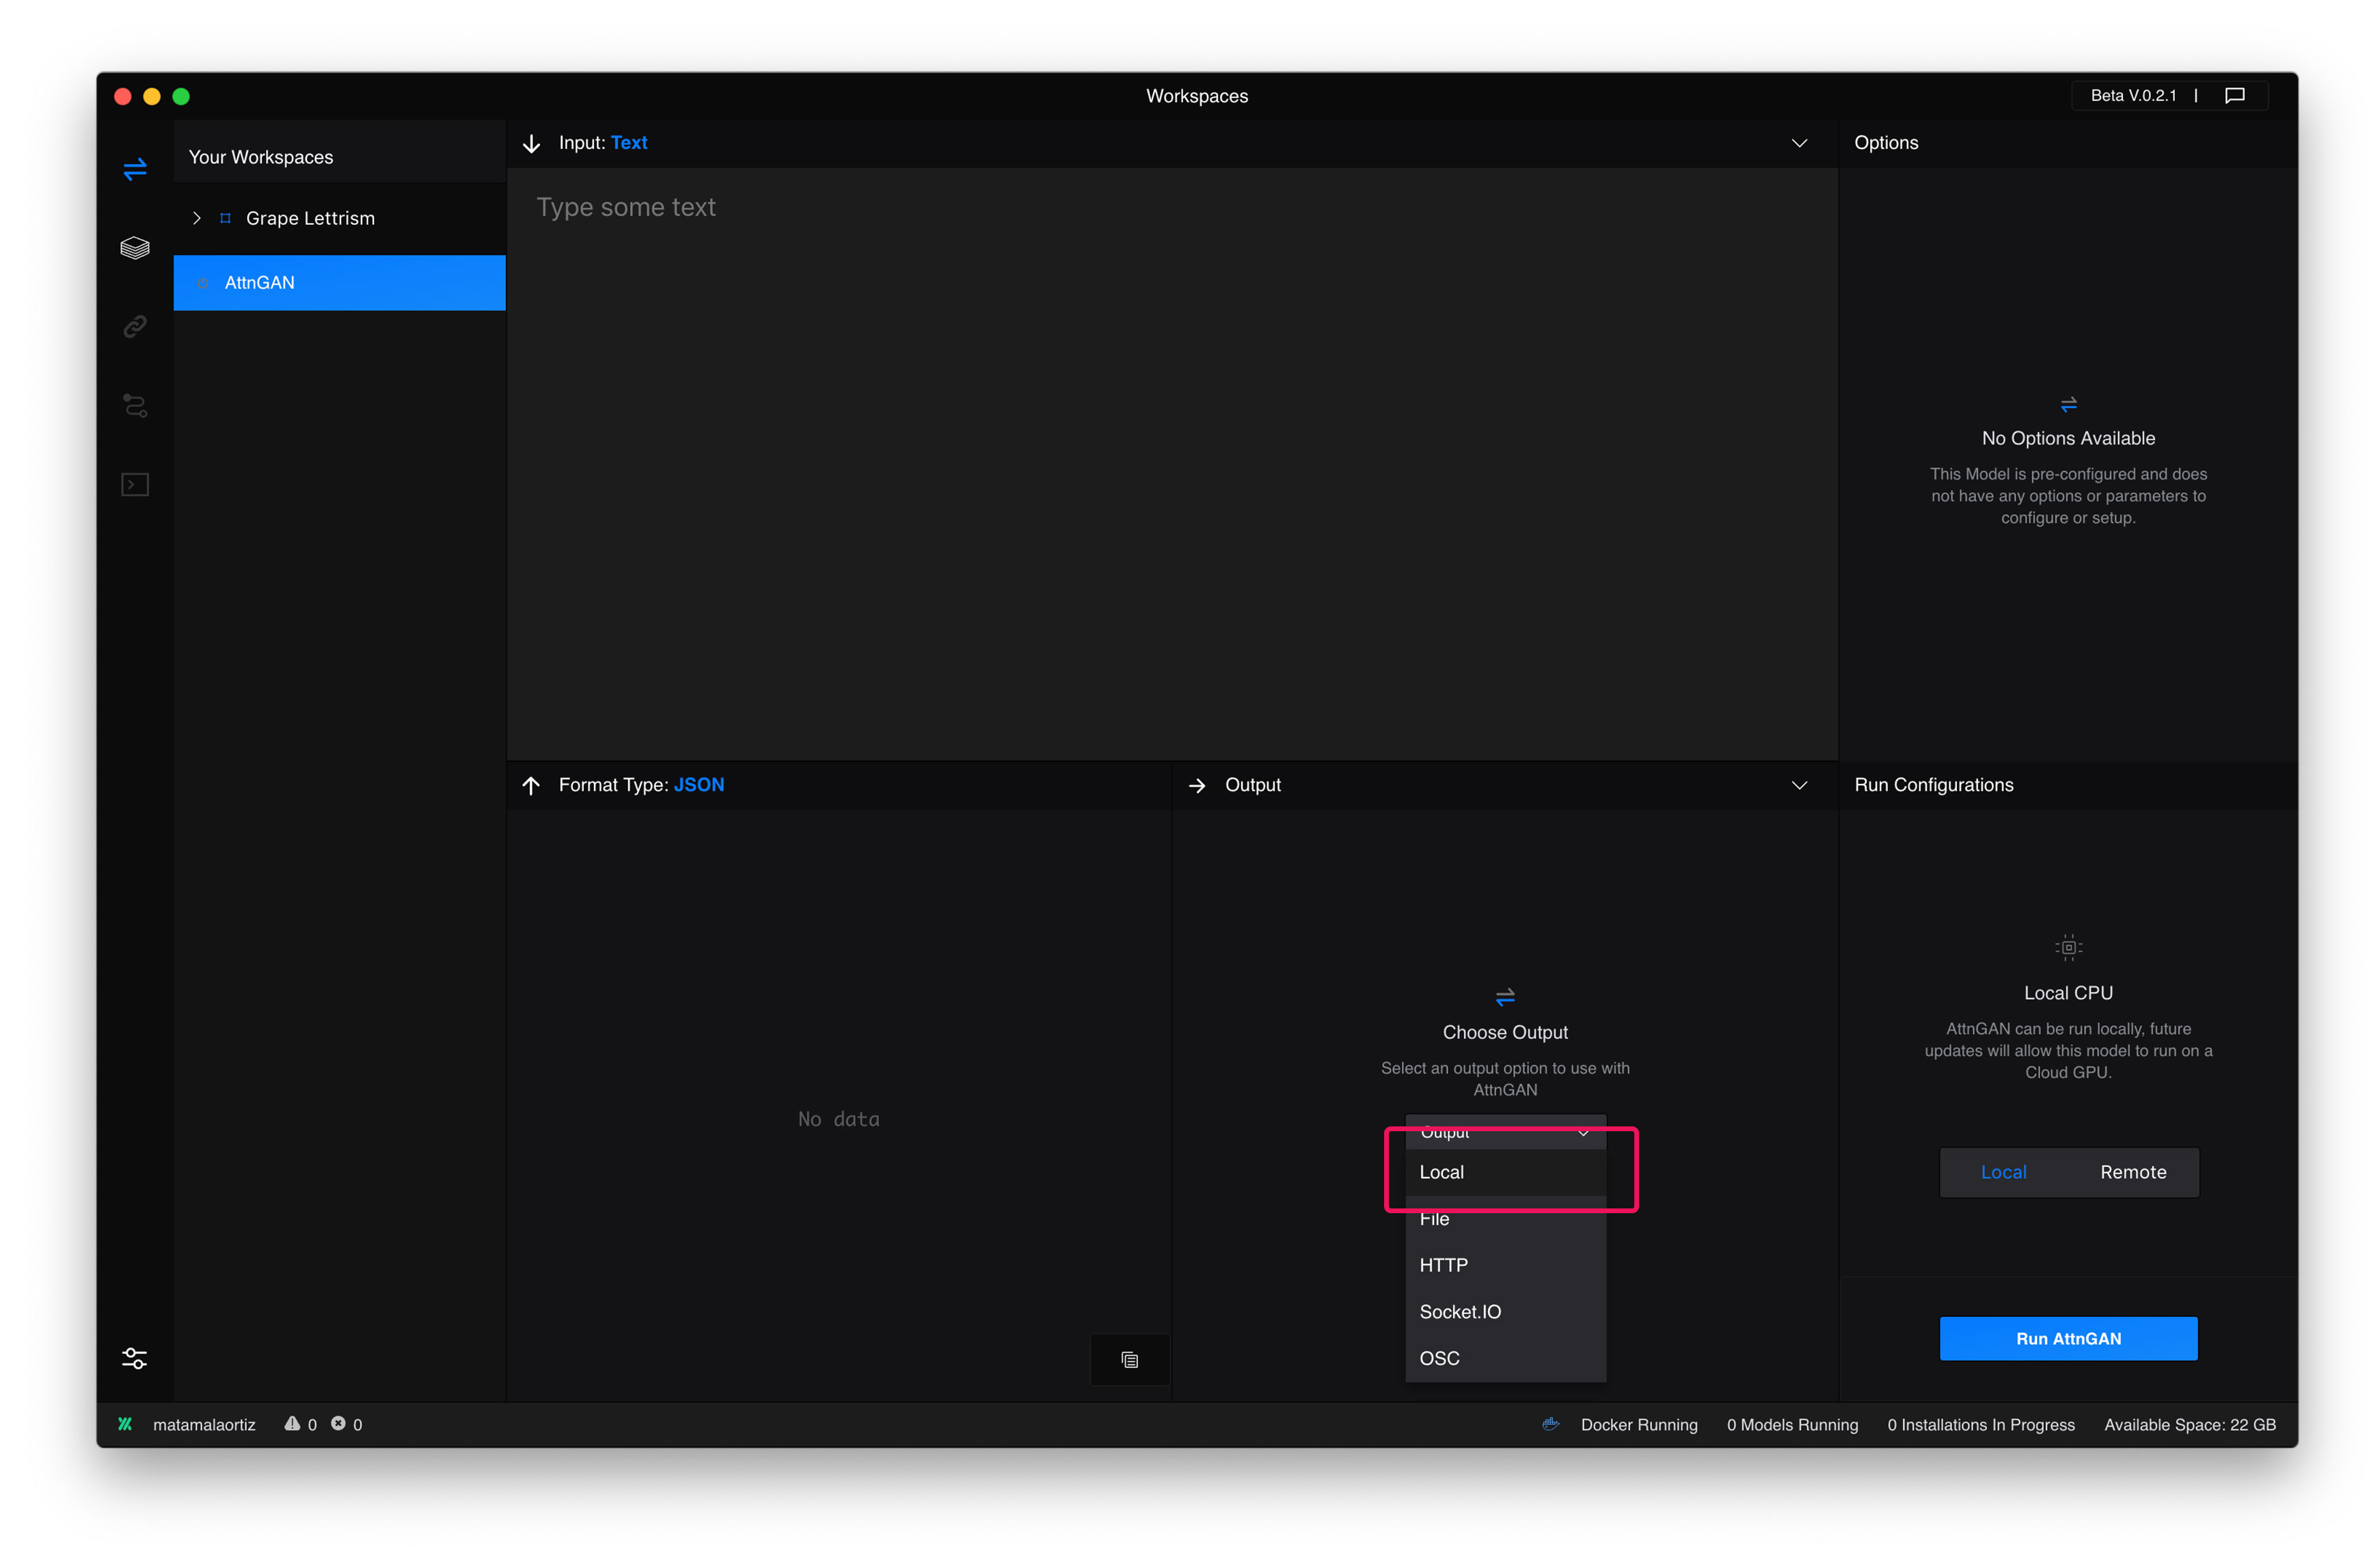 Workspaces
Beta V.0.2.1 |
Your Workspaces
Grape Lettrism
AttnGAN
Input: Text
Type some text
Options
No Options Available
This Model is pre-configured and does
not have any options or parameters to
configure or setup.
Format Type: JSON
No data
Output
Choose Output
Select an output option to use with
AttnGAN
Output
Local
File
HTTP
Socket.IO
OSC
Run Configurations
Local CPU
AttnGAN can be run locally, future
updates will allow this model to run on a
Cloud GPU.
Local Remote
Run AttnGAN
matamalaortiz 0 0
Docker Running 0 Models Running 0 Installations In Progress Available Space: 22 GB